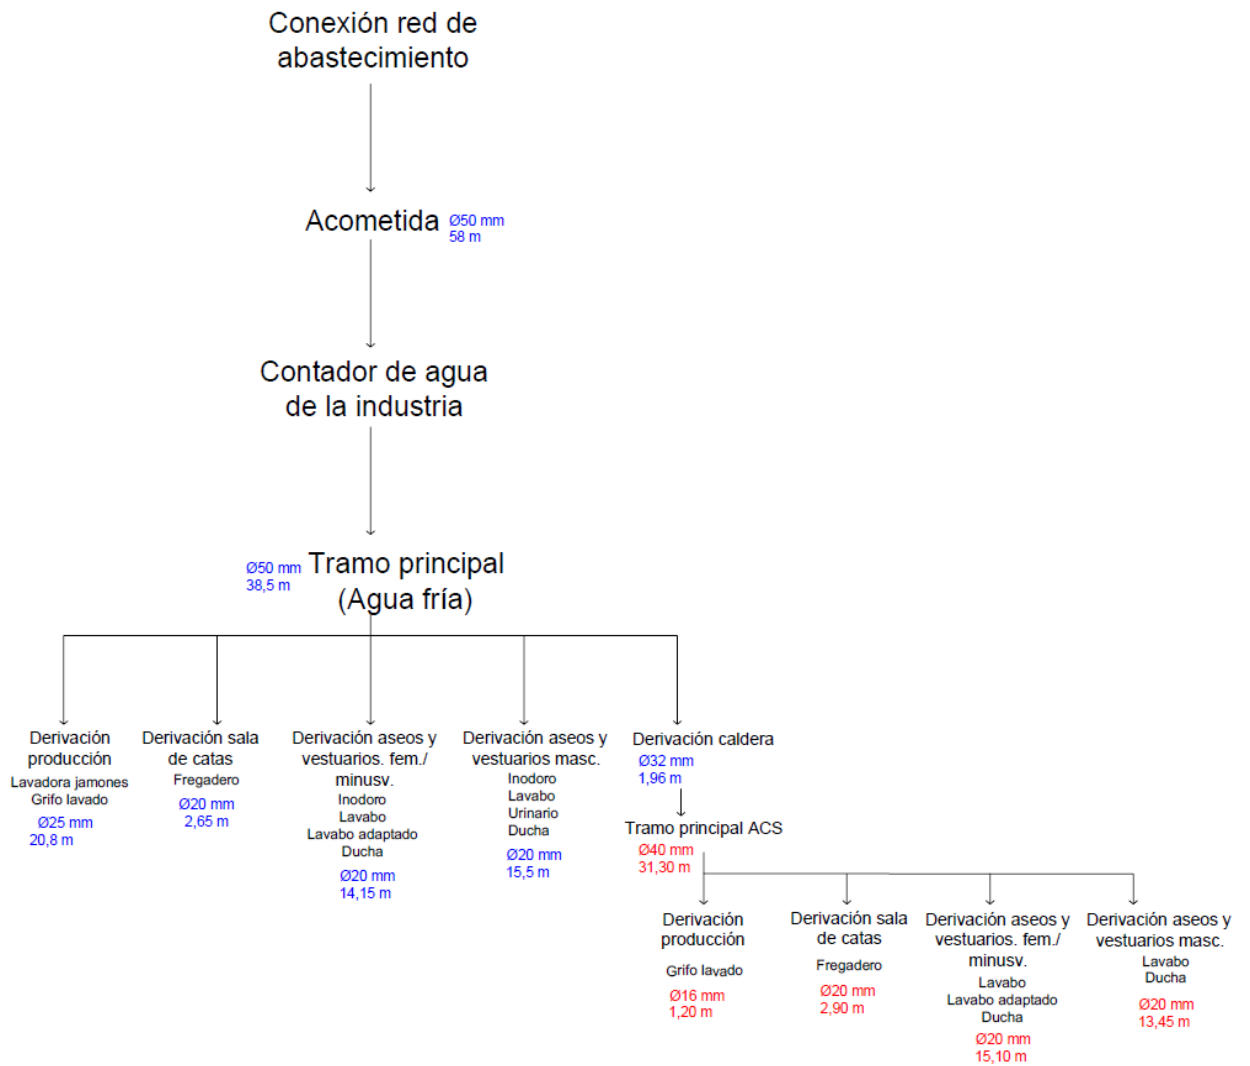 Conexión red de
abastecimiento
Acometida
Ø50 mm
58 m
Contador de agua
de la industria
Ø50 mm
38,5 m
Tramo principal
(Agua fría)
Derivación
producción
Lavadora jamones
Grifo lavado
Ø25 mm
20,8 m
Derivación sala
de catas
Fregadero
Ø20 mm
2,65 m
Derivación aseos y
vestuarios. fem./
minusv.
Inodoro
Lavabo
Lavabo adaptado
Ducha
Ø20 mm
14,15 m
Derivación aseos y
vestuarios masc.
Inodoro
Lavabo
Urinario
Ducha
Ø20 mm
15,5 m
Derivación caldera
Ø32 mm
1,96 m
Tramo principal ACS
Ø40 mm
31,30 m
Derivación
producción
Grifo lavado
Ø16 mm
1,20 m
Derivación sala
de catas
Fregadero
Ø20 mm
2,90 m
Derivación aseos y
vestuarios. fem./
minusv.
Lavabo
Lavabo adaptado
Ducha
Ø20 mm
15,10 m
Derivación aseos y
vestuarios masc.
Lavabo
Ducha
Ø20 mm
13,45 m